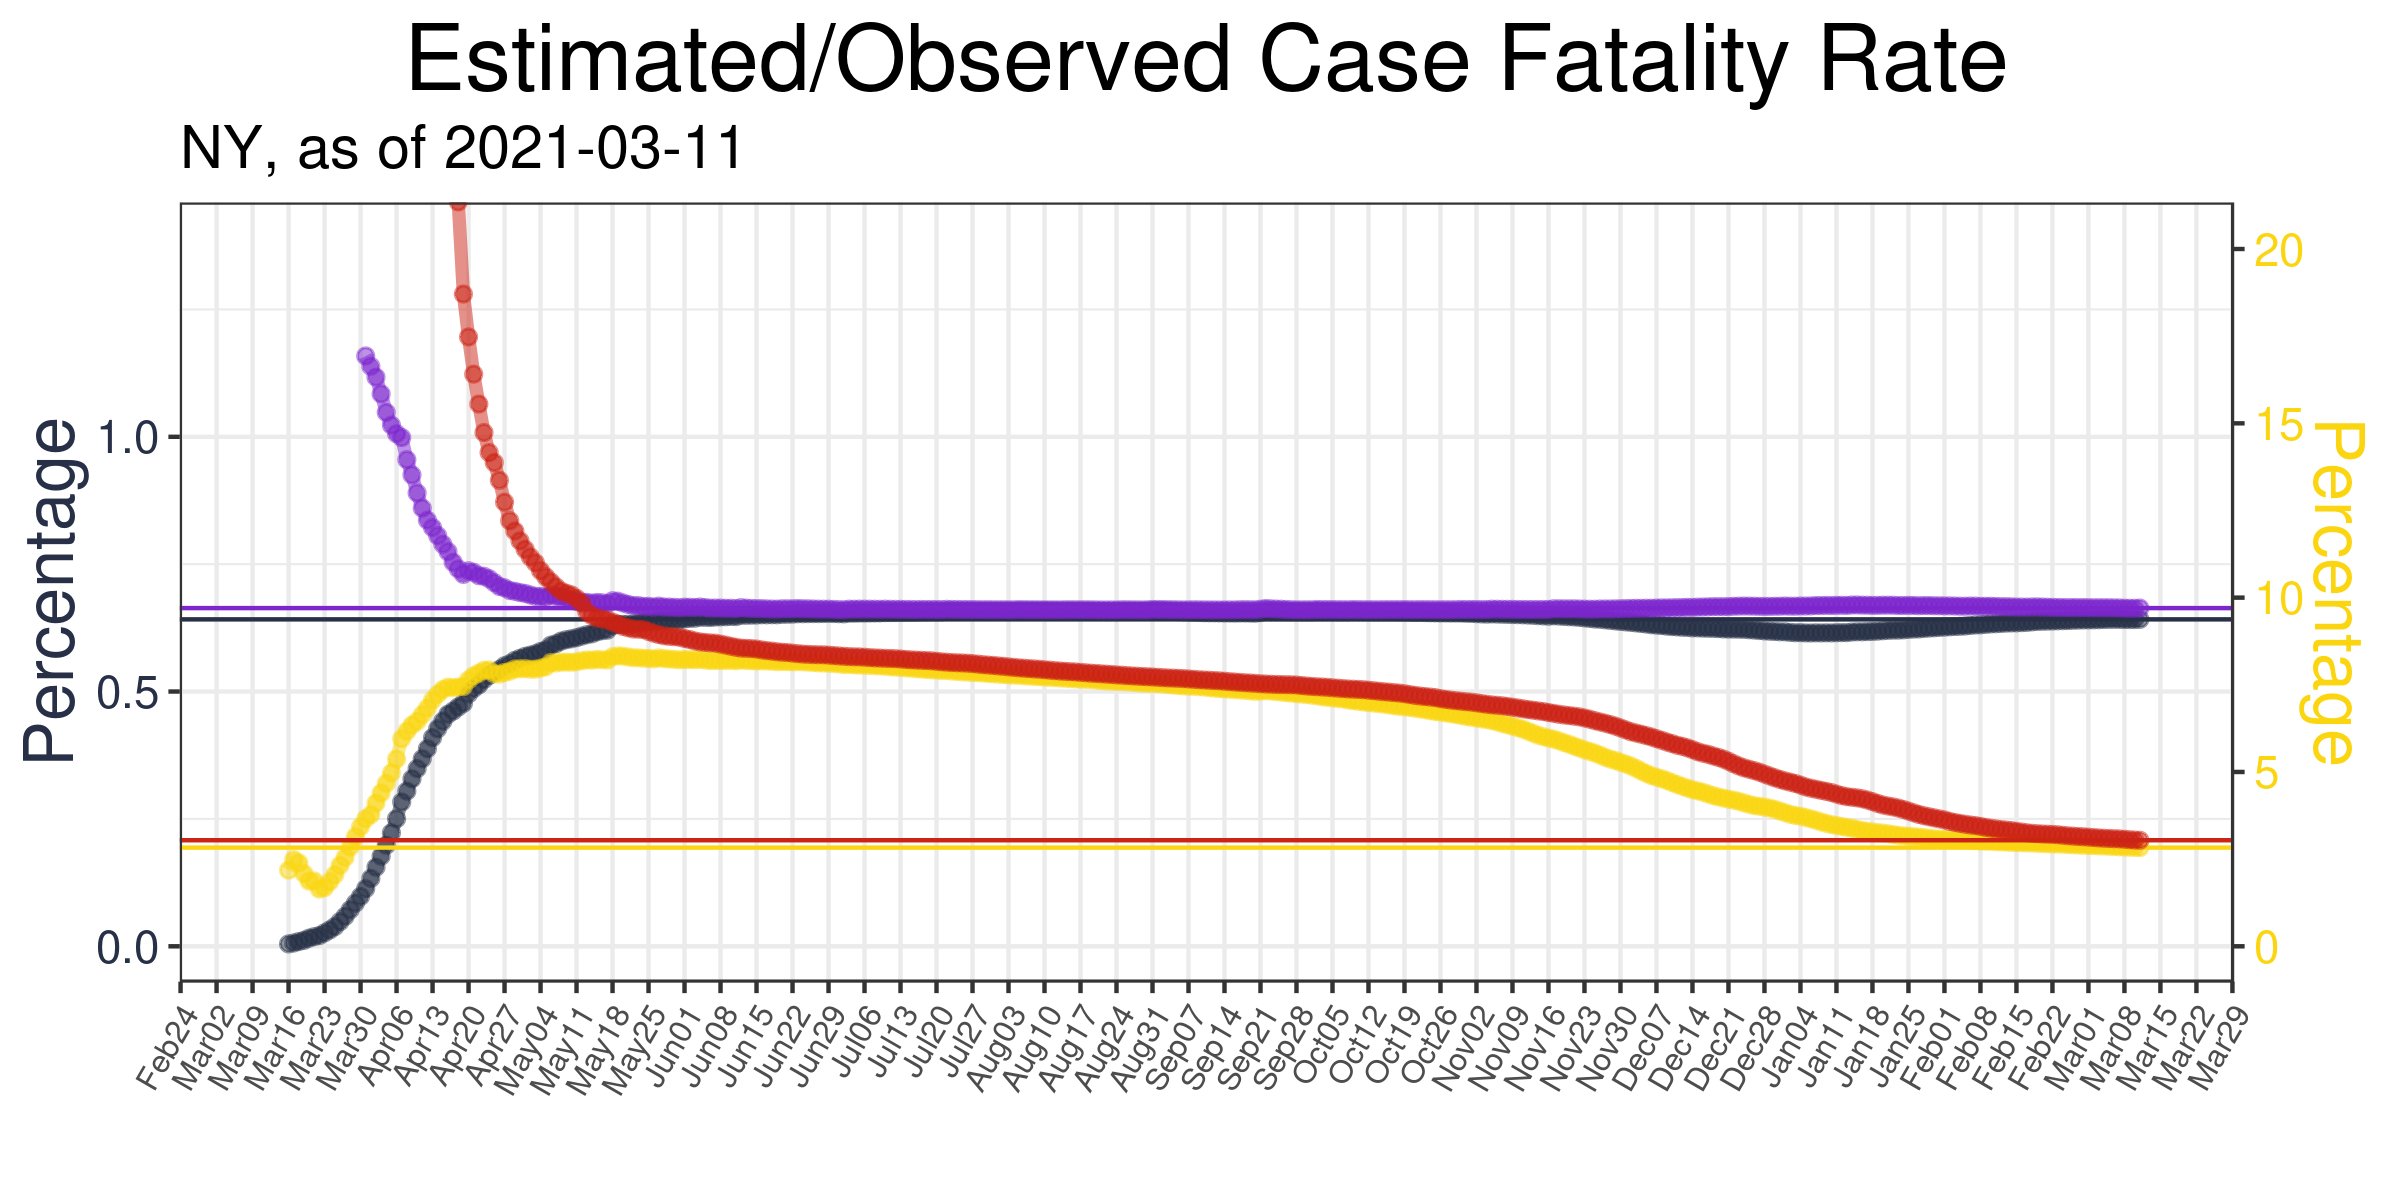 Estimated/Observed Case Fatality Rate
NY, as of 2021-03-11
Percentage
1.0
0.5
0.0
20
15
10
5
0
Percentage
Feb24
Mar02
Mar09
Mar16
Mar23
Mar30
Apr06
Apr13
Apr20
Apr27
May04
May11
May18
May25
Jun01
Jun08
Jun15
Jun22
Jun29
Jul06
Jul13
Jul20
Jul27
Aug03
Aug10
Aug17
Aug24
Aug31
Sep07
Sep14
Sep21
Sep28
Oct05
Oct12
Oct19
Oct26
Nov02
Nov09
Nov16
Nov23
Nov30
Dec07
Dec14
Dec21
Dec28
Jan04
Jan11
Jan18
Jan25
Feb01
Feb08
Feb15
Feb22
Mar01
Mar08
Mar15
Mar22
Mar29